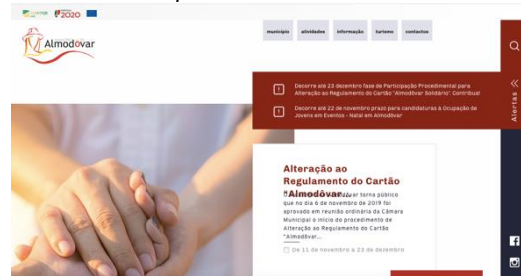 2020
Almodôvar
município atividades informação turismo contactos
Decorre até 23 dezembro fase de Participação Procedimental para
Alteração ao Regulamento do Cartão "Almodôvar Solidário". Contribua!
Decorre até 22 de novembro prazo para candidaturas à Ocupação de
Jovens em Eventos - Natal em Almodôvar
Alertas
Alteração ao
Regulamento do Cartão
"Almodôvar...
torna público
que no dia 6 de novembro de 2019 foi
aprovado em reunião ordinária da Câmara
Municipal o início do procedimento de
Alteração ao Regulamento do Cartão
"Almodôvar...
De 11 de novembro a 23 de dezembro